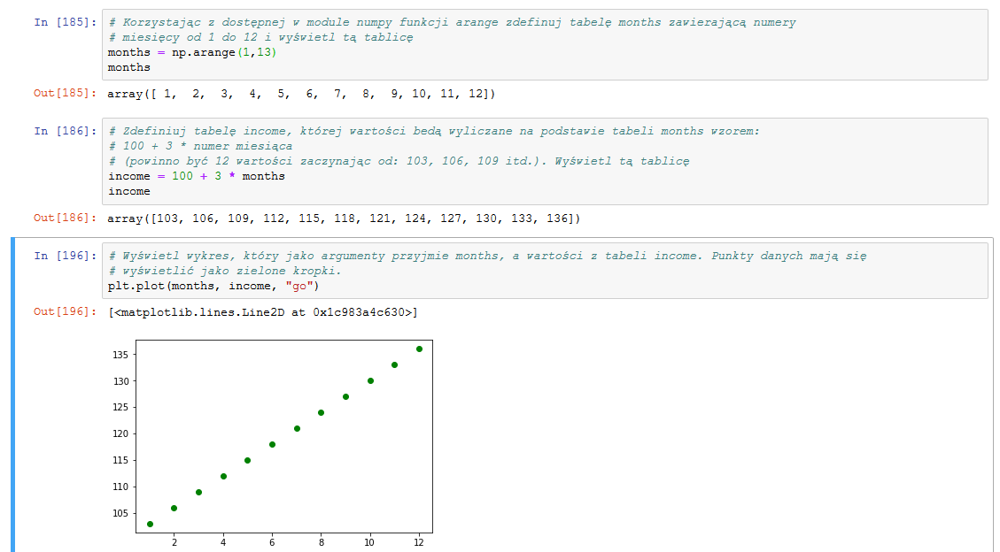 In [185]: # Korzystając z dostępnej w module numpy funkcji arange zdefinuj tabelę months zawierającą numery
# miesięcy od 1 do 12 i wyświetl tą tablicę
months = np.arange(1,13)
months
Out[185]: array([ 1,  2,  3,  4,  5,  6,  7,  8,  9, 10, 11, 12])
In [186]: # Zdefiniuj tabelę income, której wartości bedą wyliczane na podstawie tabeli months wzorem:
# 100 + 3 * numer miesiąca
# (powinno być 12 wartości zaczynając od: 103, 106, 109 itd.). Wyświetl tą tablicę
income = 100 + 3 * months
income
Out[186]: array([103, 106, 109, 112, 115, 118, 121, 124, 127, 130, 133, 136])
In [196]: # Wyświetl wykres, który jako argumenty przyjmie months, a wartości z tabeli income. Punkty danych mają się
# wyświetlić jako zielone kropki.
plt.plot(months, income, "go")
Out[196]: [<matplotlib.lines.Line2D at 0x1c983a4c630>]
135
130
125
120
115
110
105
2 4 6 8 10 12